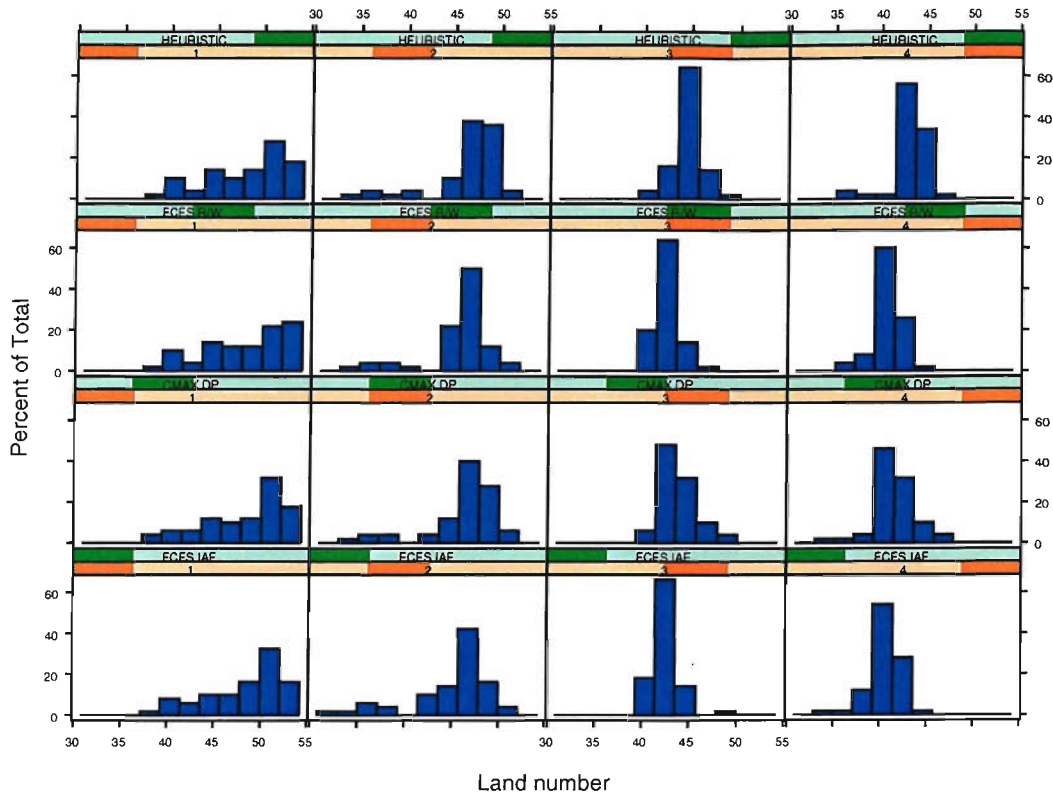 30 35 40 45 50 55 30 35 40 45 50 55
HEURISTIC HEURISTIC HEURISTIC HEURISTIC
1 2 3 4
60
40
20
0
ECES R/W ECES R/W ECES R/W ECES R/W
1 2 3 4
60
40
20
0
CMAX DP CMAX DP CMAX DP CMAX DP
1 2 3 4
60
40
20
0
ECES IAF ECES IAF ECES IAF ECES IAF
1 2 3 4
60
40
20
0
30 35 40 45 50 55 30 35 40 45 50 55
Percent of Total
Land number